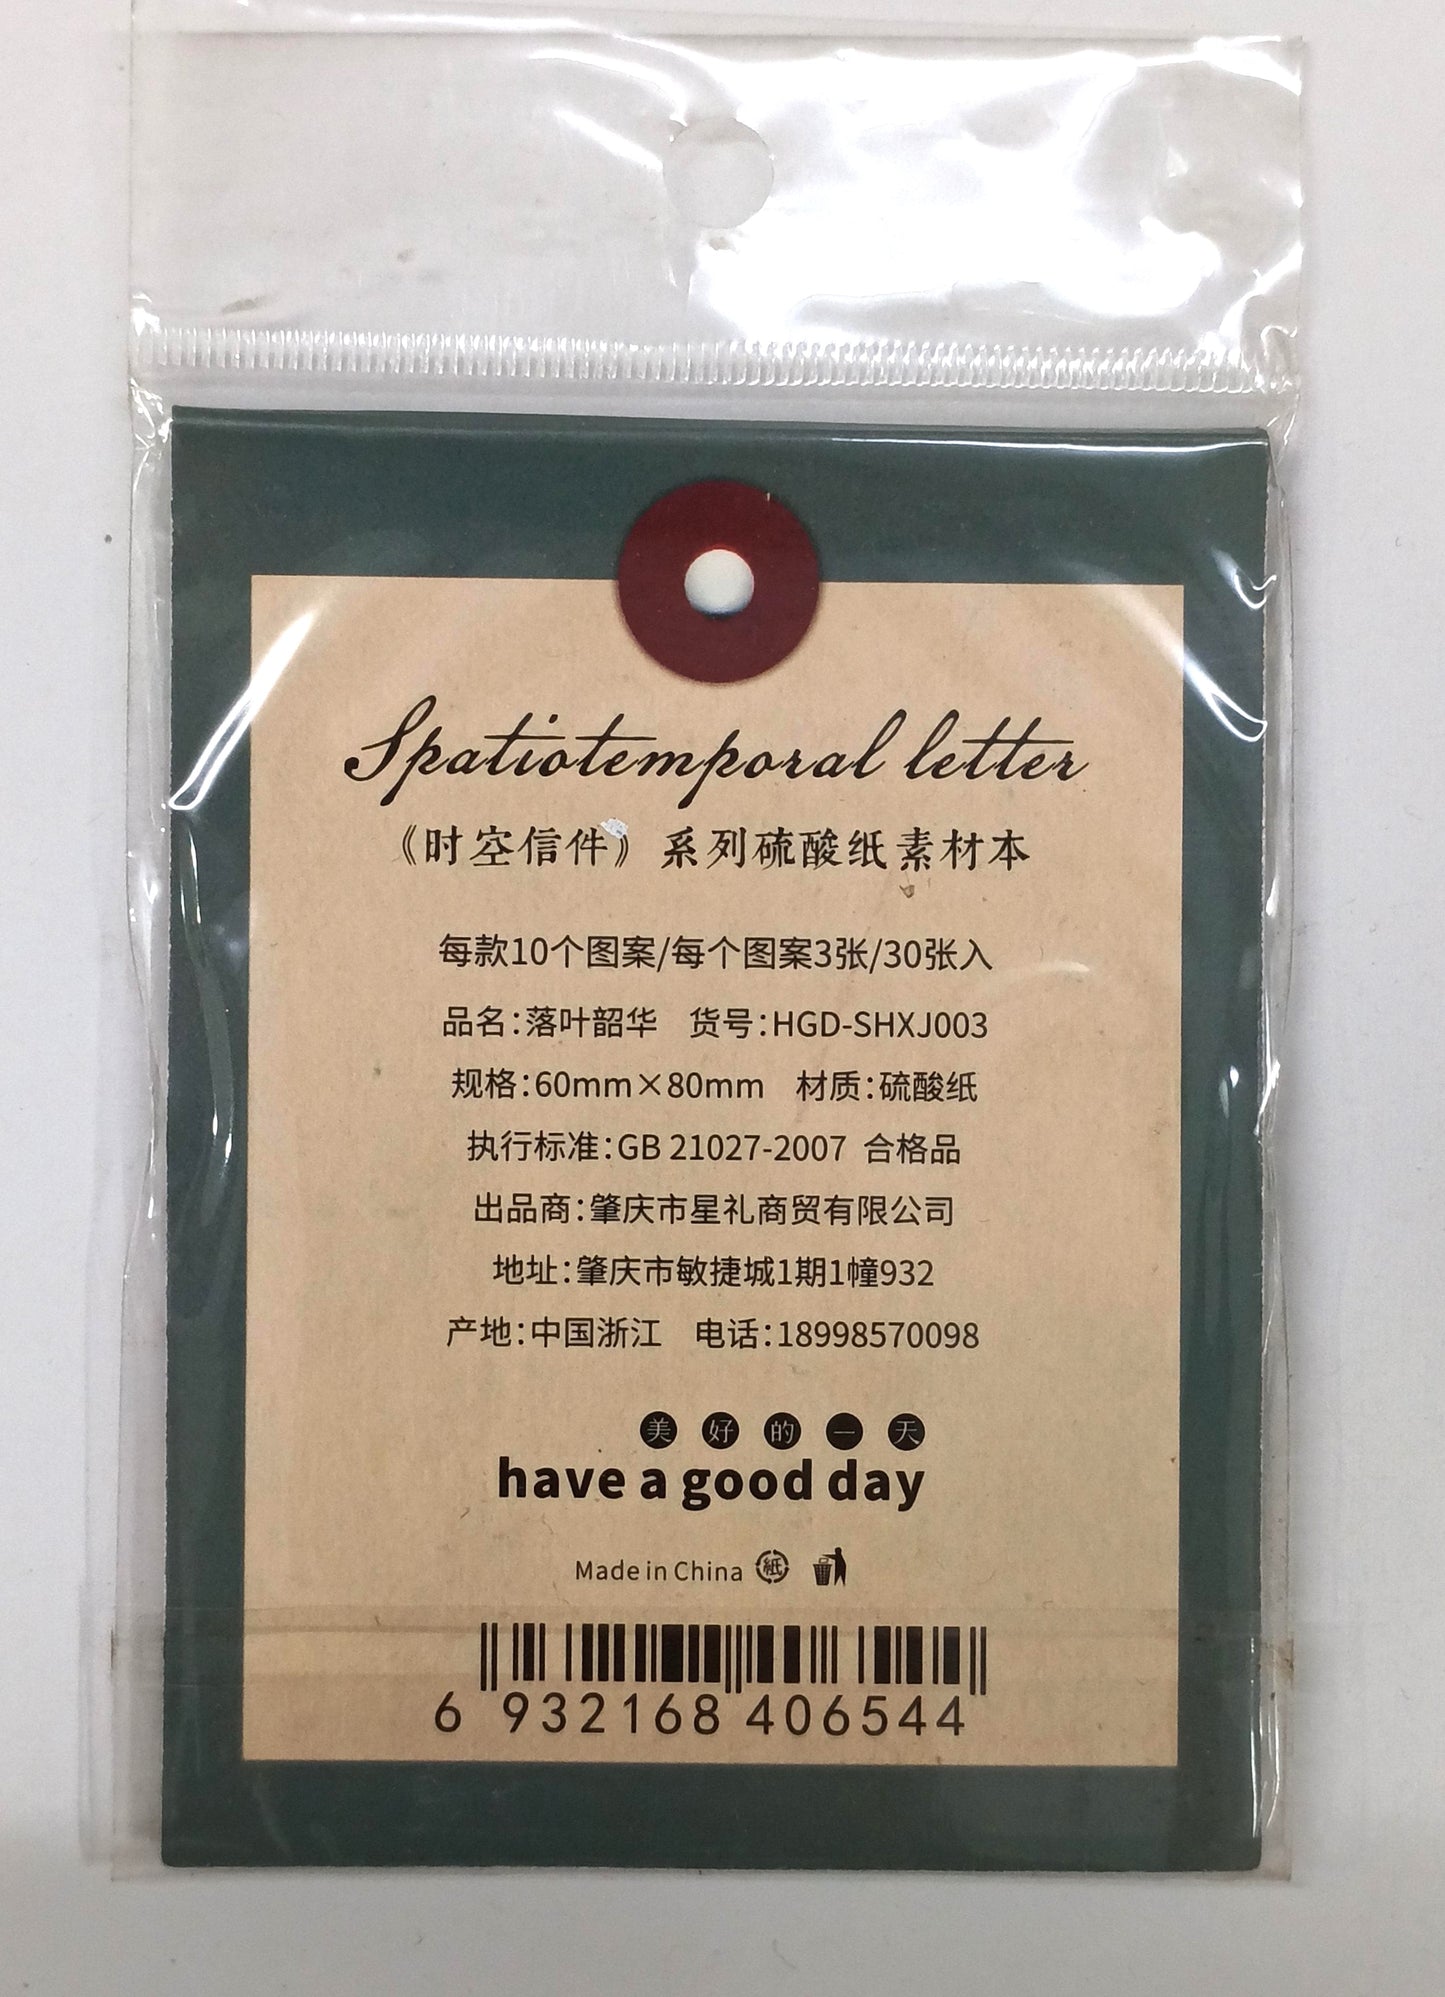 Spatiotemporal letter
《时空信件》系列硫酸纸素材本
每款10个图案/每个图案3张/30张入
品名:落叶韶华 货号:HGD-SHXJ003
规格:60mm×80mm 材质:硫酸纸
执行标准:GB 21027-2007 合格品
出品商:肇庆市星礼商贸有限公司
地址:肇庆市敏捷城1期1幢932
产地:中国浙江 电话:18998570098
美好的一天
have a good day
Made in China 紙
6 932168 406544